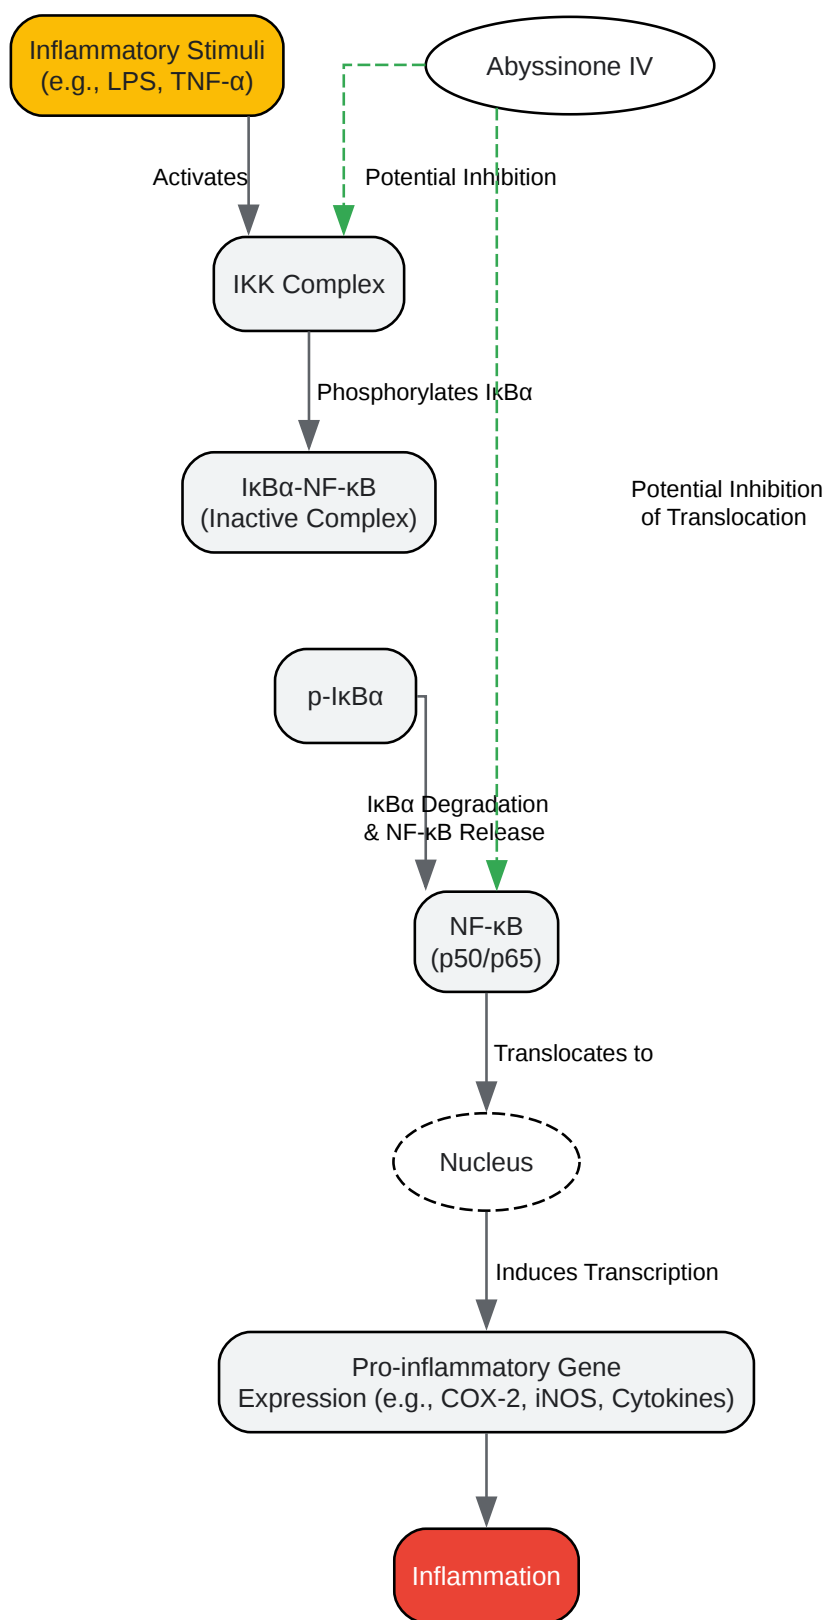 Inflammatory Stimuli
(e.g., LPS, TNF-α)
Abyssinone IV
Activates
Potential Inhibition
IKK Complex
Phosphorylates IκBα
IκBα-NF-κB
(Inactive Complex)
Potential Inhibition
of Translocation
p-IκBα
IκBα Degradation
& NF-κB Release
NF-κB
(p50/p65)
Translocates to
Nucleus
Induces Transcription
Pro-inflammatory Gene
Expression (e.g., COX-2, iNOS, Cytokines)
Inflammation